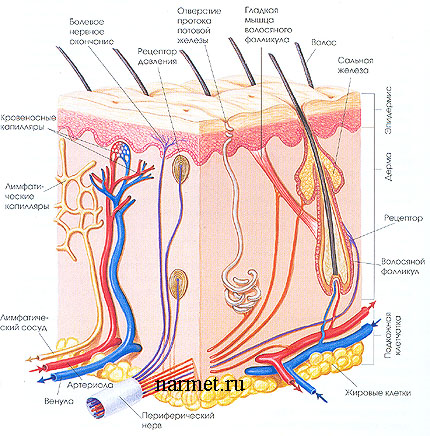 Болевое
нервное
окончание
Рецептор
давления
Отверстие
протока
потовой
железы
Гладкая
мышца
волосяного
фолликула
Волос
Сальная
железа
Кровеносные
капилляры
Лимфати-
ческие
капилляры
Лимфатиче-
ский сосуд
Артериола
Венула
Периферический
нерв
Эпидермис
Дерма
Подкожная
клетчатка
Рецептор
Волосяной
фолликул
Жировые клетки
narmet.ru